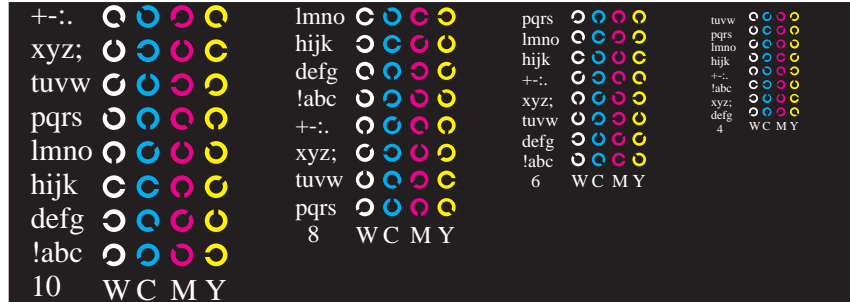 +-:.
xyz;
tuvw
pqrs
lmno
hijk
defg
!abc
10 W C M Y
lmno
hijk
defg
!abc
+-:.
xyz;
tuvw
pqrs
8 W C M Y
pqrs
lmno
hijk
+-:.
xyz;
tuvw
defg
!abc
6 W C M Y
tuvw
pqrs
lmno
hijk
+-:.
!abc
xyz;
defg
4 W C M Y